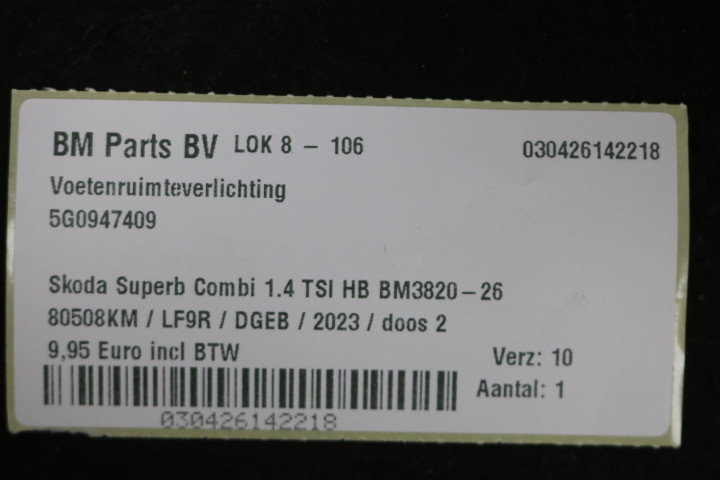 BM Parts BV LOK 8 – 106 030426142218
Voetenruimteverlichting
5G0947409
Skoda Superb Combi 1.4 TSI HB BM3820–26
80508KM / LF9R / DGEB / 2023 / doos 2
9,95 Euro incl BTW Verz: 10
Aantal: 1
030426142218